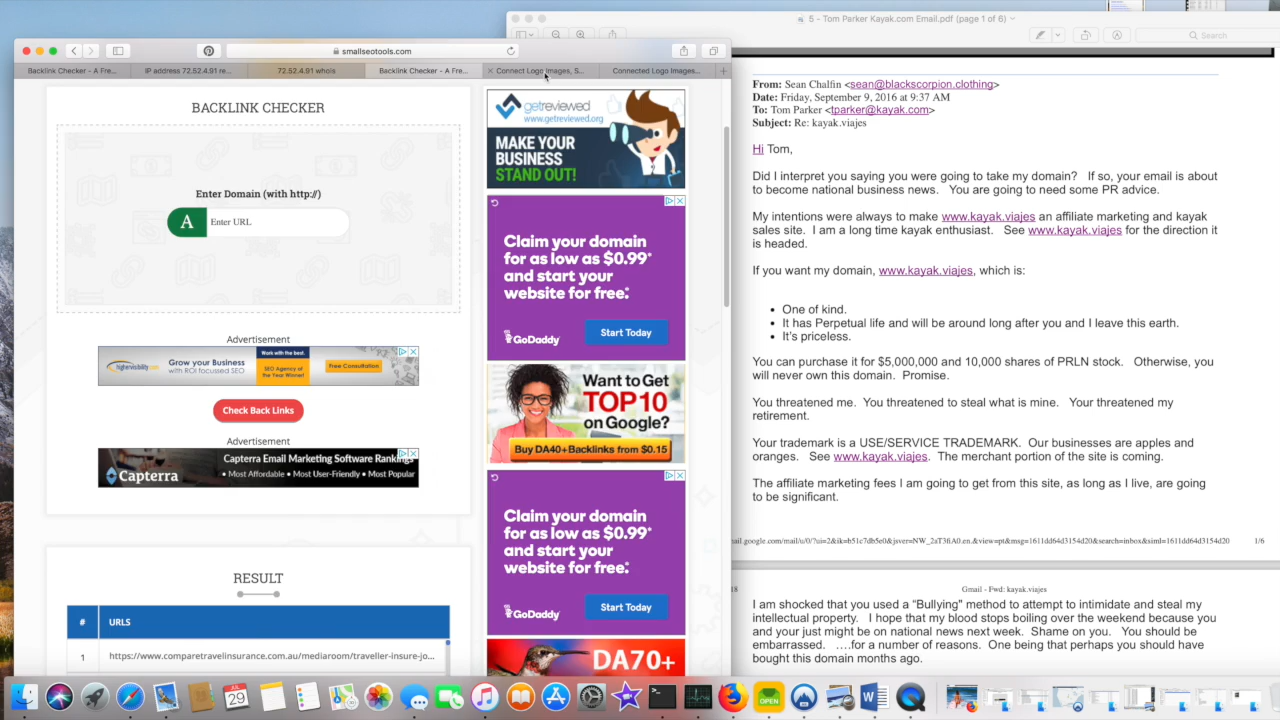 5 - Tom Parker Kayak.com Email.pdf (page 1 of 6)
Search
smallseotools.com
Backlink Checker - A Fre...
IP address 72.52.4.91 re...
72.52.4.91 whois
Backlink Checker - A Fre...
Connect Logo Images, S...
Connected Logo Images...
BACKLINK CHECKER
Enter Domain (with http://)
A
Enter URL
Advertisement
Grow your Business
with ROI focussed SEO
Work with the best.
SEO Agency of
the Year Winner!
Free Consultation
Check Back Links
Advertisement
Capterra
Capterra Email Marketing Software Rankings
• Most Affordable • Most User-Friendly • Most Popular
RESULT
# URLS
1 https://www.comparetravelinsurance.com.au/mediaroom/traveller-insure-jo...
getreviewed
www.getreviewed.org
MAKE YOUR
BUSINESS
STAND OUT!
Claim your domain
for as low as $0.99*
and start your
website for free.*
GoDaddy
Start Today
Want to Get
TOP10
on Google?
Buy DA40+Backlinks from $0.15
Claim your domain
for as low as $0.99*
and start your
website for free.*
GoDaddy
Start Today
DA70+
From: Sean Chalfin <sean@blackscorpion.clothing>
Date: Friday, September 9, 2016 at 9:37 AM
To: Tom Parker <tparker@kayak.com>
Subject: Re: kayak.viajes
Hi Tom,
Did I interpret you saying you were going to take my domain? If so, your email is about
to become national business news. You are going to need some PR advice.
My intentions were always to make www.kayak.viajes an affiliate marketing and kayak
sales site. I am a long time kayak enthusiast. See www.kayak.viajes for the direction it
is headed.
If you want my domain, www.kayak.viajes, which is:
• One of kind.
• It has Perpetual life and will be around long after you and I leave this earth.
• It's priceless.
You can purchase it for $5,000,000 and 10,000 shares of PRLN stock. Otherwise, you
will never own this domain. Promise.
You threatened me. You threatened to steal what is mine. Your threatened my
retirement.
Your trademark is a USE/SERVICE TRADEMARK. Our businesses are apples and
oranges. See www.kayak.viajes. The merchant portion of the site is coming.
The affiliate marketing fees I am going to get from this site, as long as I live, are going
to be significant.
1/6
18
Gmail - Fwd: kayak.viajes
I am shocked that you used a “Bullying” method to attempt to intimidate and steal my
intellectual property. I hope that my blood stops boiling over the weekend because you
and your just might be on national news next week. Shame on you. You should be
embarrassed. ....for a number of reasons. One being that perhaps you should have
bought this domain months ago.
JUL
29
OPEN